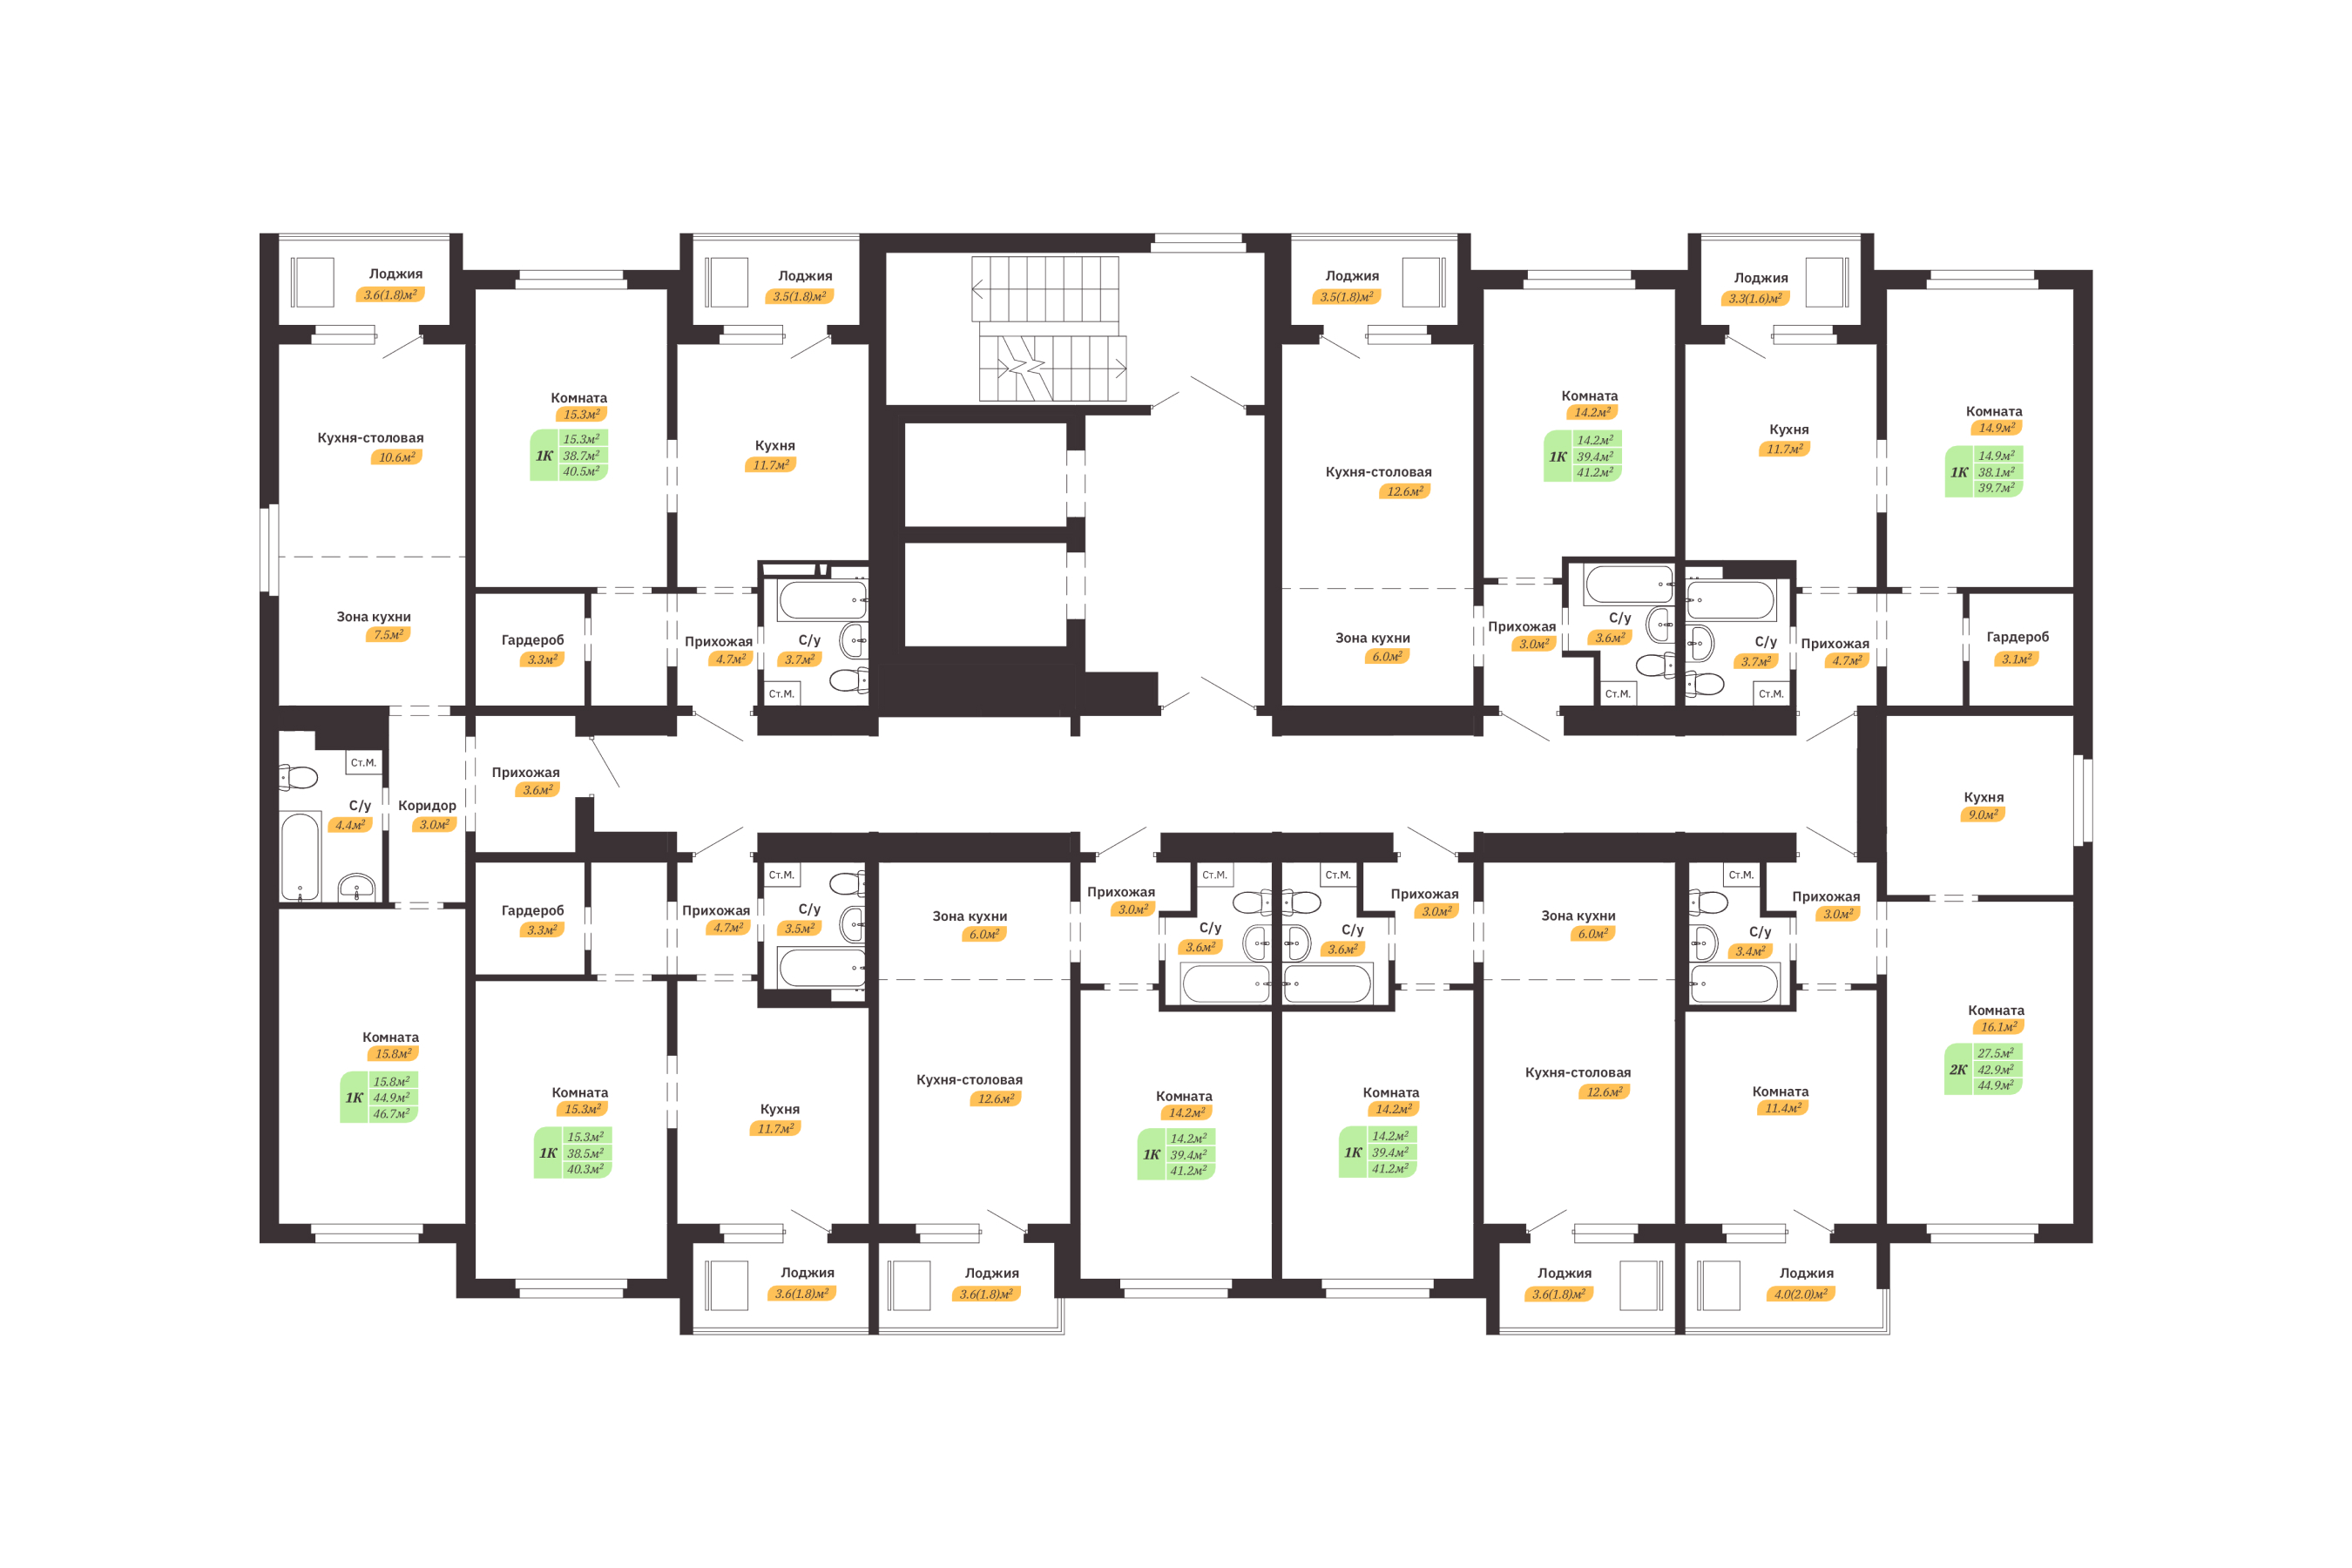 Лоджия
3.6(1.8)м²
Лоджия
3.5(1.8)м²
Лоджия
3.5(1.8)м²
Лоджия
3.3(1.6)м²
Комната
15.3м²
1К
15.3м²
38.7м²
40.5м²
Кухня-столовая
10.6м²
Кухня
11.7м²
Кухня-столовая
12.6м²
Комната
14.2м²
1К
14.2м²
39.4м²
41.2м²
Кухня
11.7м²
Комната
14.9м²
1К
14.9м²
38.1м²
39.7м²
Зона кухни
7.5м²
Гардероб
3.3м²
Прихожая
4.7м²
С/у
3.7м²
Ст.М.
Зона кухни
6.0м²
Прихожая
3.0м²
С/у
3.6м²
Ст.М.
С/у
3.7м²
Ст.М.
Прихожая
4.7м²
Гардероб
3.1м²
Ст.М.
С/у
4.4м²
Коридор
3.0м²
Прихожая
3.6м²
Кухня
9.0м²
Гардероб
3.3м²
Прихожая
4.7м²
Ст.М.
С/у
3.5м²
Зона кухни
6.0м²
Прихожая
3.0м²
Ст.М.
С/у
3.6м²
Ст.М.
С/у
3.6м²
Прихожая
3.0м²
Зона кухни
6.0м²
Ст.М.
С/у
3.4м²
Прихожая
3.0м²
Комната
15.8м²
1К
15.8м²
44.9м²
46.7м²
Комната
15.3м²
1К
15.3м²
38.5м²
40.3м²
Кухня
11.7м²
Кухня-столовая
12.6м²
Комната
14.2м²
1К
14.2м²
39.4м²
41.2м²
Комната
14.2м²
1К
14.2м²
39.4м²
41.2м²
Кухня-столовая
12.6м²
Комната
11.4м²
Комната
16.1м²
2К
27.5м²
42.9м²
44.9м²
Лоджия
3.6(1.8)м²
Лоджия
3.6(1.8)м²
Лоджия
3.6(1.8)м²
Лоджия
4.0(2.0)м²